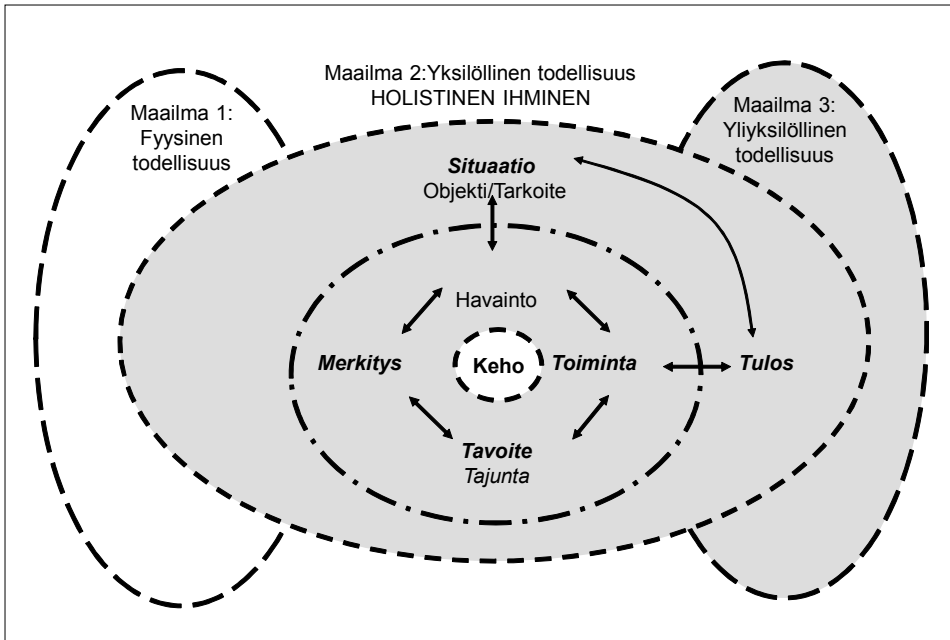 Maailma 1:
Fyysinen
todellisuus
Maailma 2:Yksilöllinen todellisuus
HOLISTINEN IHMINEN
Maailma 3:
Yliyksilöllinen
todellisuus
Situaatio
Objekti/Tarkoite
Havainto
Merkitys
Keho
Toiminta
Tulos
Tavoite
Tajunta